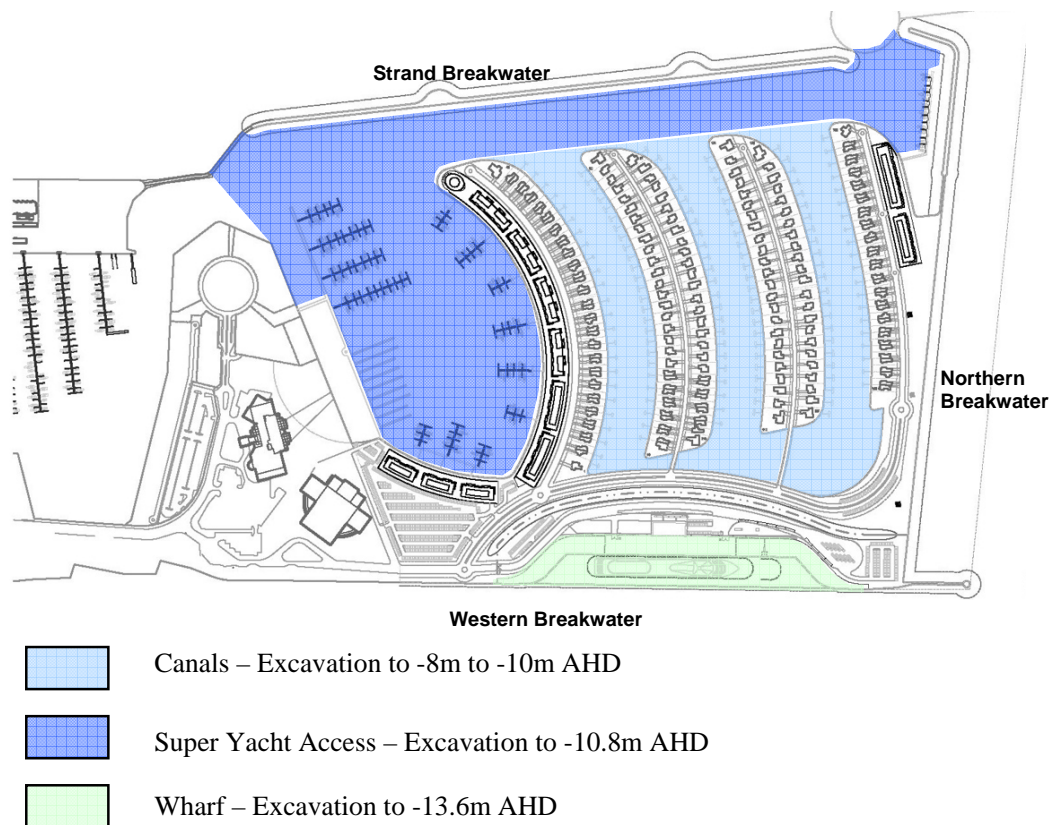 Strand Breakwater
Northern
Breakwater
Western Breakwater
Canals – Excavation to -8m to -10m AHD
Super Yacht Access – Excavation to -10.8m AHD
Wharf – Excavation to -13.6m AHD